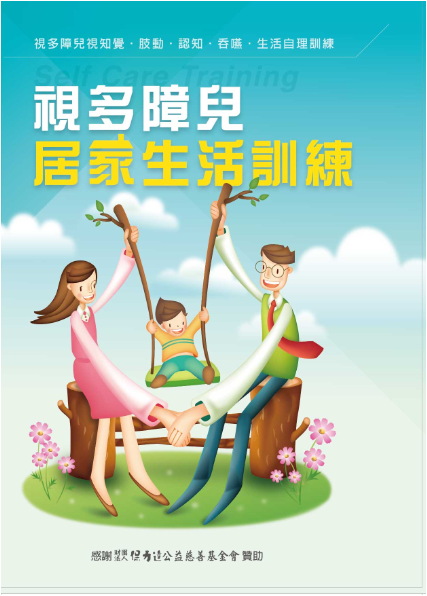 視多障兒視知覺・肢動・認知・吞嚥・生活自理訓練
Self Care Training
視多障兒
居家生活訓練
感謝 財團法人 保有達公益慈善基金會 贊助